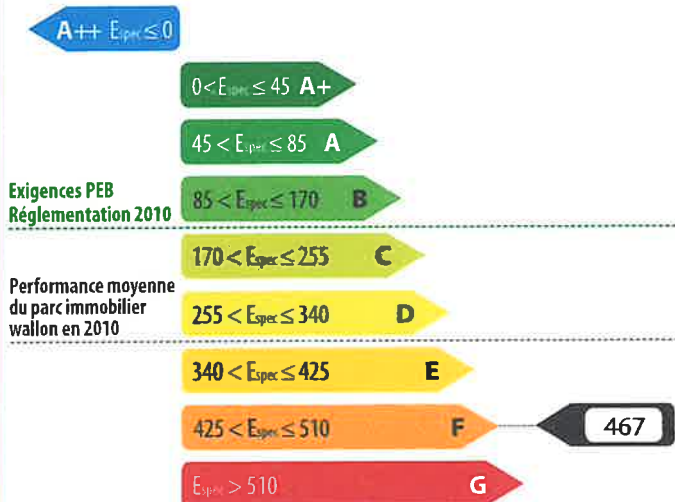 A++ Espec ≤ 0
0 < Espec ≤ 45 A+
45 < Espec ≤ 85 A
Exigences PEB
Réglementation 2010
85 < Espec ≤ 170 B
170 < Espec ≤ 255 C
Performance moyenne
du parc immobilier
wallon en 2010
255 < Espec ≤ 340 D
340 < Espec ≤ 425 E
425 < Espec ≤ 510 F 467
Espec > 510 G